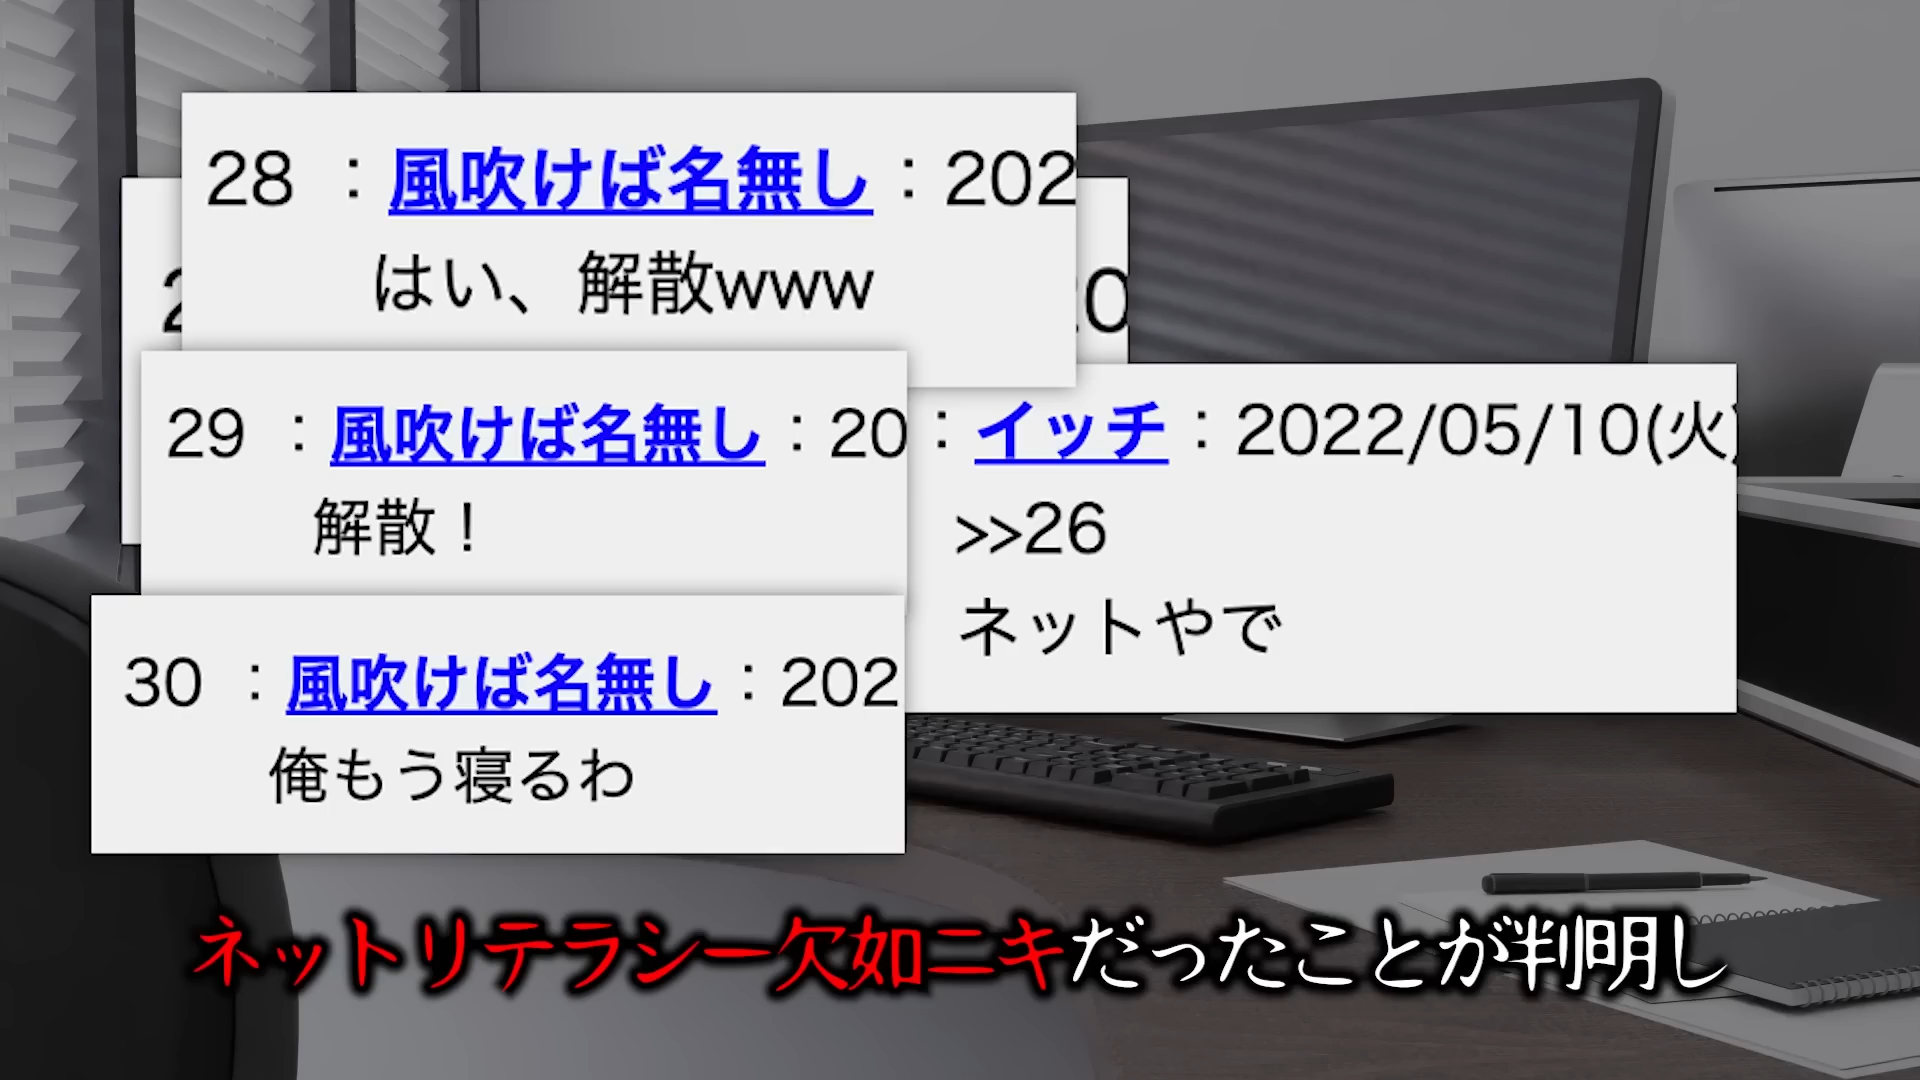 28 ：風吹けば名無し：202
はい、解散www
29 ：風吹けば名無し：20
解散！
：イッチ：2022/05/10(火)
>>26
ネットやで
30 ：風吹けば名無し：202
俺もう寝るわ
ネットリテラシー欠如ニキだったことが判明し